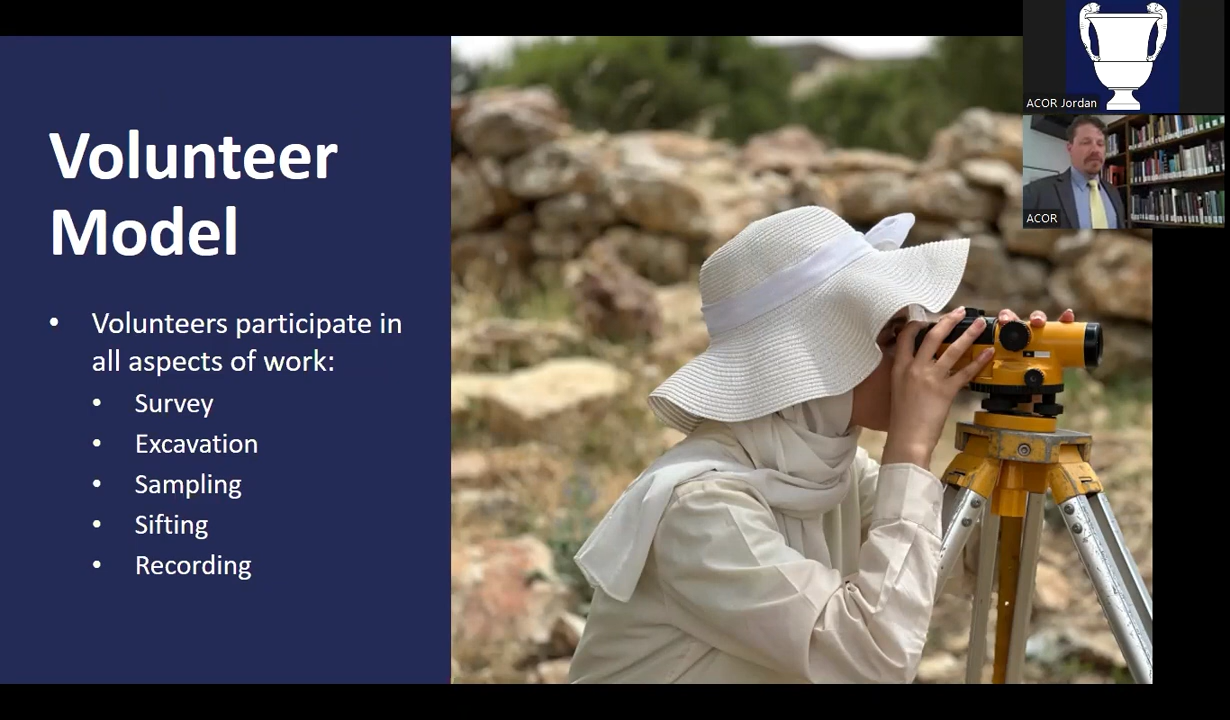 Volunteer
Model
• Volunteers participate in
all aspects of work:
• Survey
• Excavation
• Sampling
• Sifting
• Recording
ACOR Jordan
ACOR